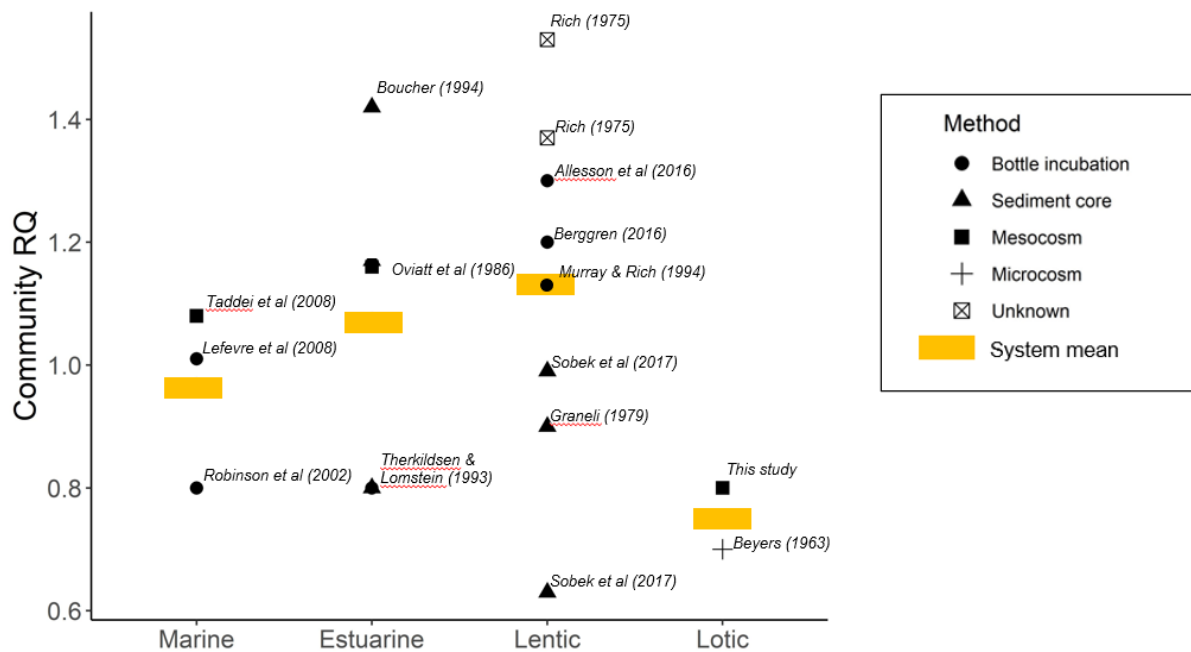 Community RQ
1.4
1.2
1.0
0.8
0.6
Marine
Estuarine
Lentic
Lotic
Taddei et al (2008)
Lefevre et al (2008)
Robinson et al (2002)
Boucher (1994)
Oviatt et al (1986)
Therkildsen &
Lomstein (1993)
Rich (1975)
Rich (1975)
Allesson et al (2016)
Berggren (2016)
Murray & Rich (1994)
Sobek et al (2017)
Graneli (1979)
Sobek et al (2017)
This study
Beyers (1963)
Method
Bottle incubation
Sediment core
Mesocosm
Microcosm
Unknown
System mean